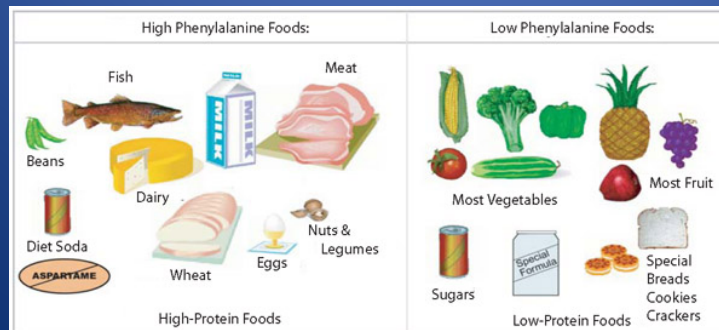 High Phenylalanine Foods:
Fish
Meat
MILK
MILK
Beans
Dairy
Diet Soda
ASPARTAME
Wheat
Eggs
Nuts &
Legumes
High-Protein Foods
Low Phenylalanine Foods:
Most Vegetables
Most Fruit
Sugars
Special
Formula
Special
Breads
Cookies
Crackers
Low-Protein Foods